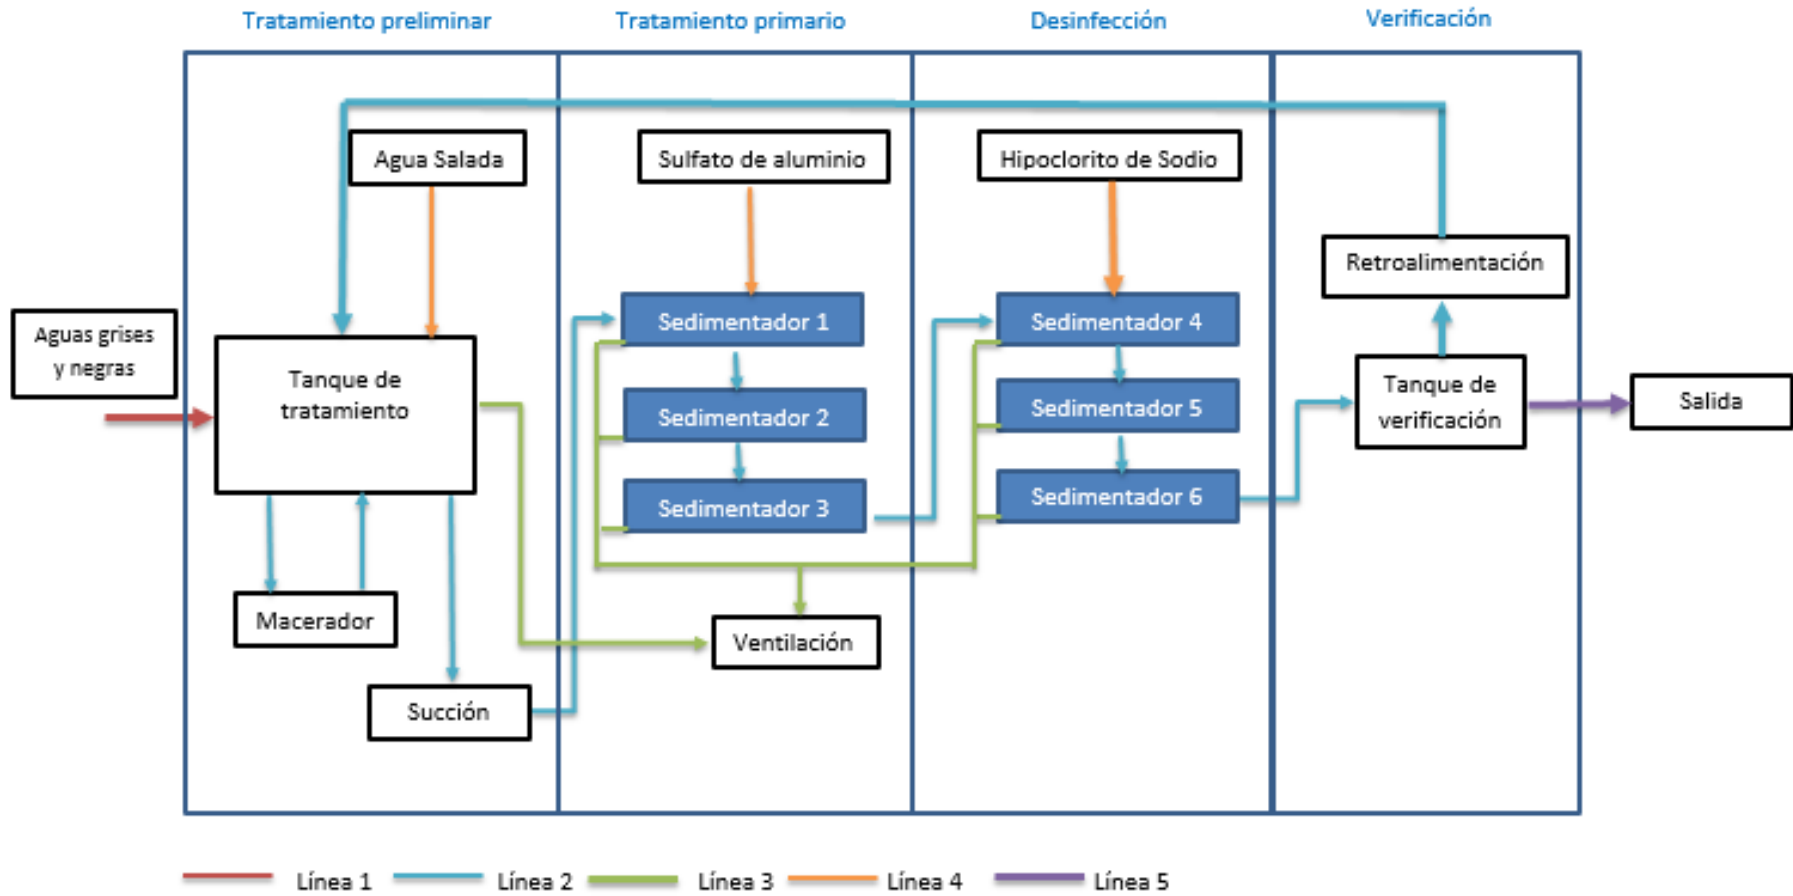 Tratamiento preliminar
Tratamiento primario
Desinfección
Verificación
Agua Salada
Sulfato de aluminio
Hipoclorito de Sodio
Retroalimentación
Aguas grises
y negras
Tanque de
tratamiento
Sedimentador 1
Sedimentador 2
Sedimentador 3
Sedimentador 4
Sedimentador 5
Sedimentador 6
Tanque de
verificación
Salida
Macerador
Ventilación
Succión
Línea 1
Línea 2
Línea 3
Línea 4
Línea 5